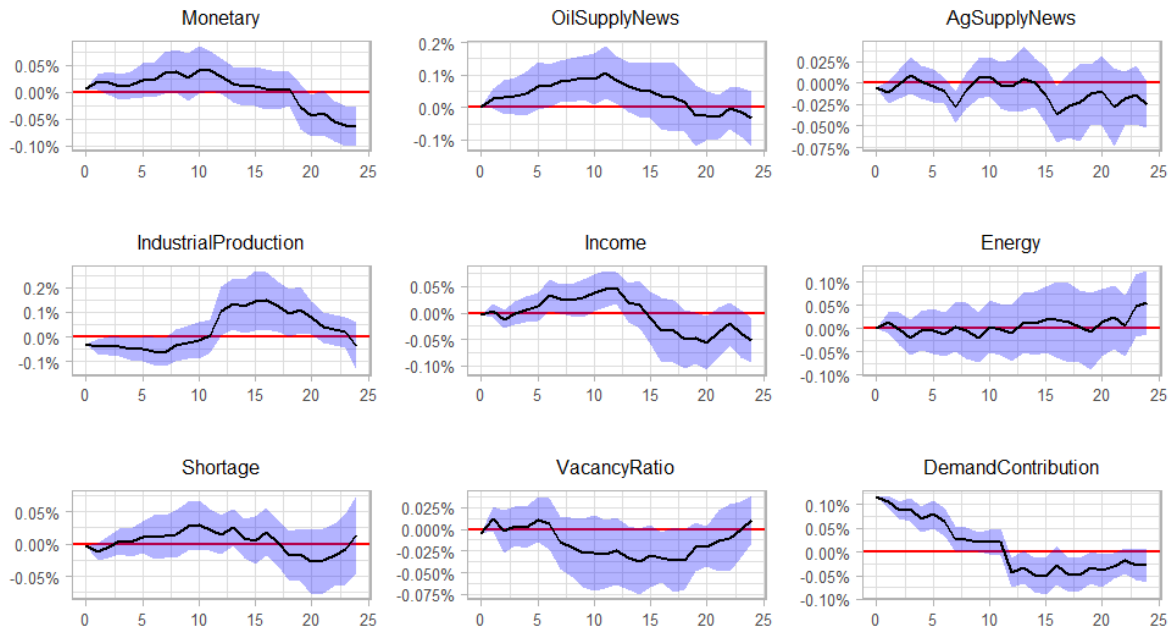 Monetary
0.05%
0.00%
-0.05%
-0.10%
0 5 10 15 20 25
OilSupplyNews
0.2%
0.1%
0.0%
-0.1%
0 5 10 15 20 25
AgSupplyNews
0.025%
0.000%
-0.025%
-0.050%
-0.075%
0 5 10 15 20 25
IndustrialProduction
0.2%
0.1%
0.0%
-0.1%
0 5 10 15 20 25
Income
0.05%
0.00%
-0.05%
-0.10%
0 5 10 15 20 25
Energy
0.10%
0.05%
0.00%
-0.05%
-0.10%
0 5 10 15 20 25
Shortage
0.05%
0.00%
-0.05%
0 5 10 15 20 25
VacancyRatio
0.025%
0.000%
-0.025%
-0.050%
-0.075%
0 5 10 15 20 25
DemandContribution
0.10%
0.05%
0.00%
-0.05%
-0.10%
0 5 10 15 20 25